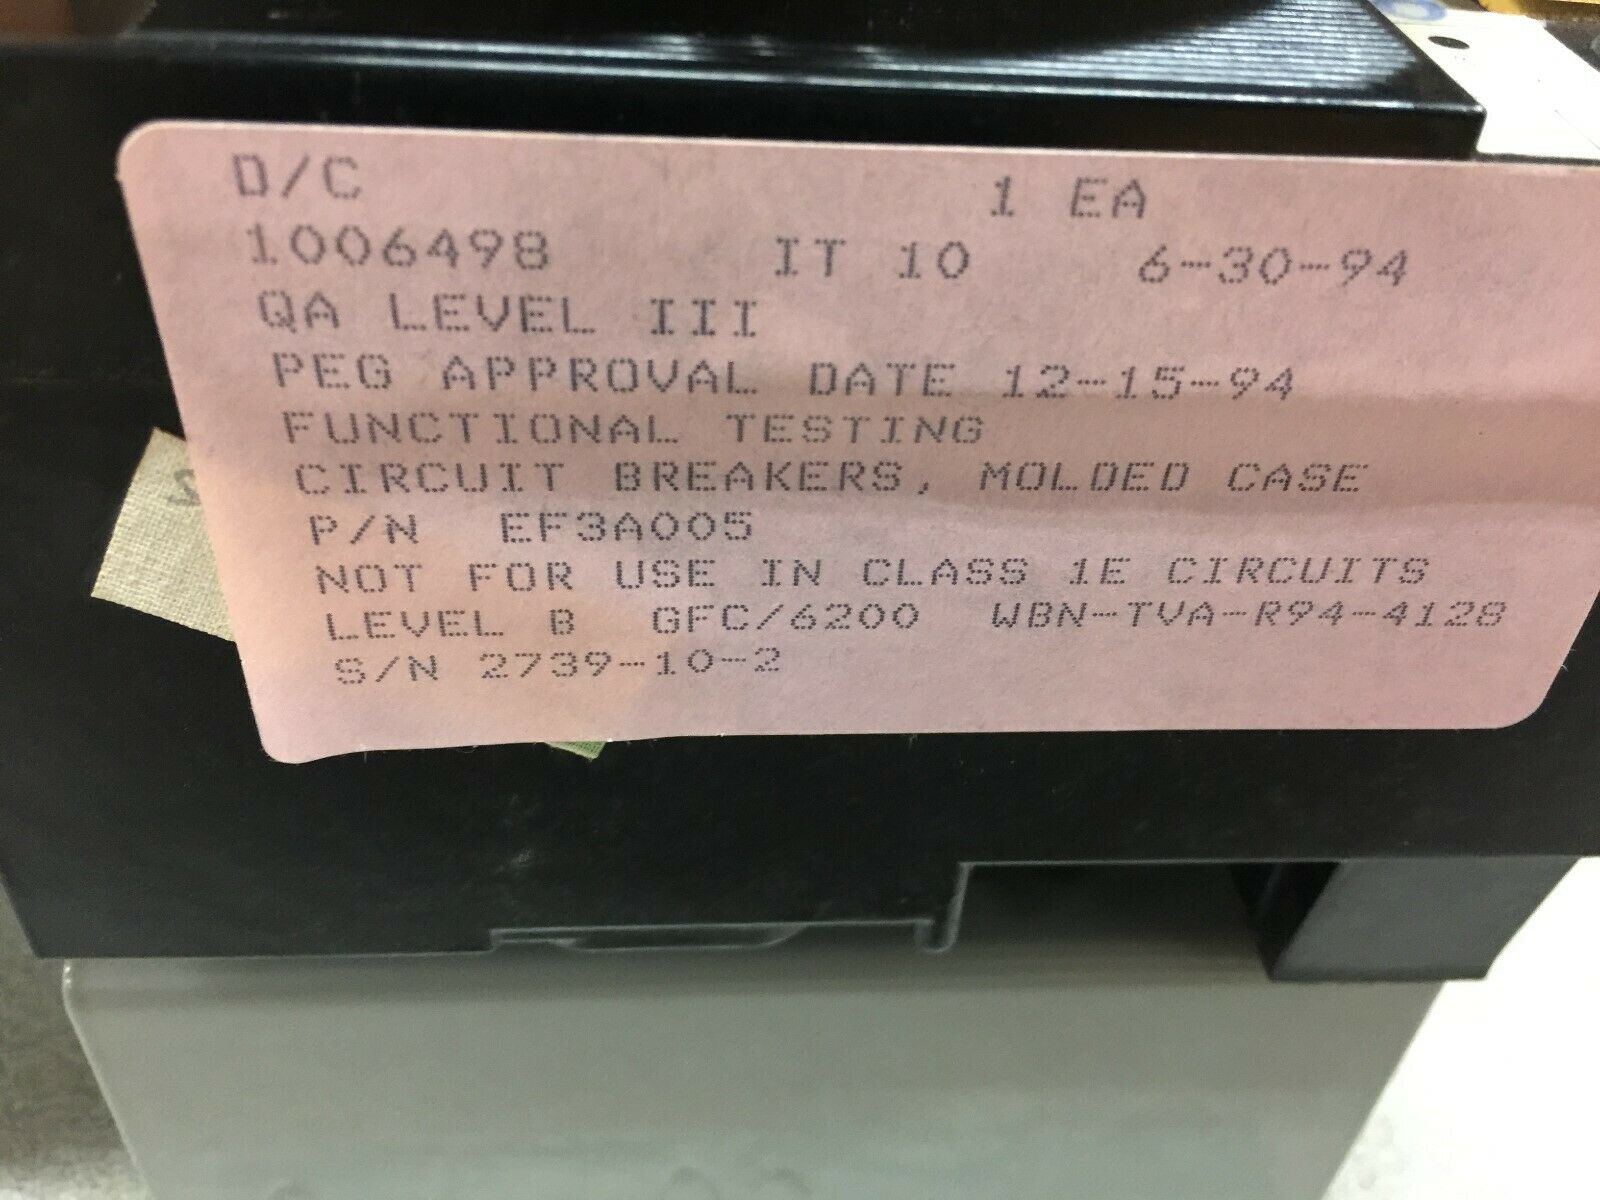 D/C 1 EA
1006498 IT 10 6-30-94
QA LEVEL III
PEG APPROVAL DATE 12-15-94
FUNCTIONAL TESTING
CIRCUIT BREAKERS, MOLDED CASE
P/N EF3A005
NOT FOR USE IN CLASS 1E CIRCUITS
LEVEL B GFC/6200 WBN-TVA-R94-4128
S/N 2739-10-2